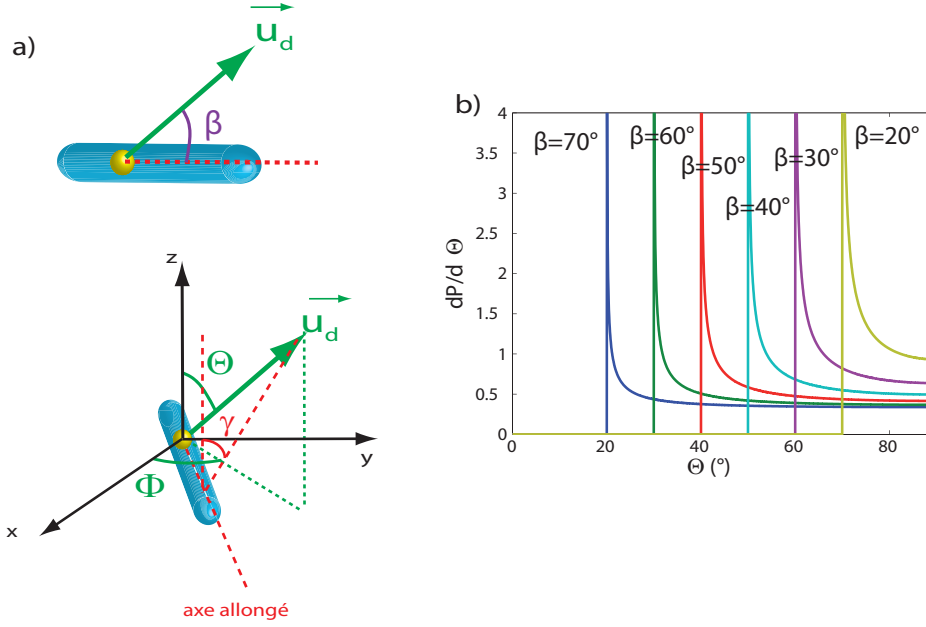 a)
u_d
β
z
u_d
Θ
γ
y
Φ
x
axe allongé
b)
4
3.5
3
2.5
2
1.5
1
0.5
0
dP/d Θ
β=70°
β=60°
β=50°
β=40°
β=30°
β=20°
0
20
40
60
80
Θ (°)